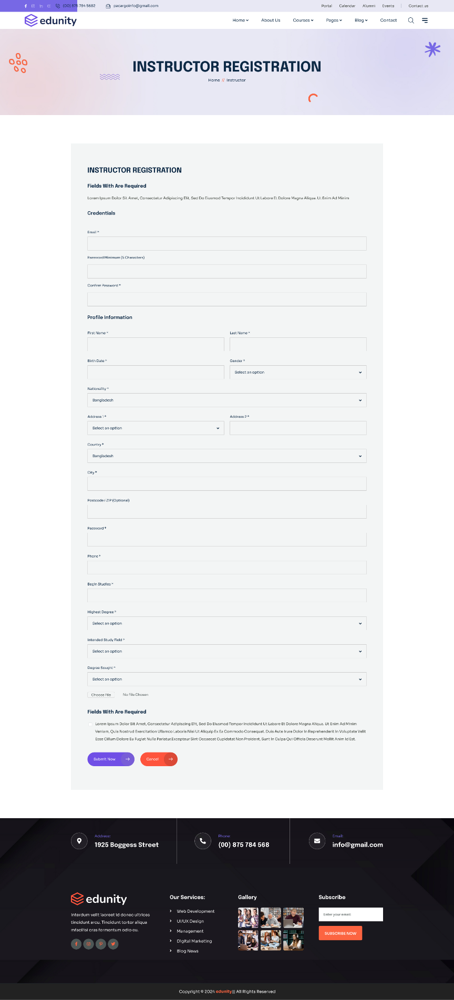 (00) 875 784 5682
pacargoinfo@gmail.com
Portal
Calendar
Alumni
Events
Contact us
edunity
Home
About Us
Courses
Pages
Blog
Contact
INSTRUCTOR REGISTRATION
Home // Instructor
INSTRUCTOR REGISTRATION
Fields With Are Required
Lorem Ipsum Dolor Sit Amet, Consectetur Adipiscing Elit, Sed Do Eiusmod Tempor Incididunt Ut Labore Et Dolore Magna Aliqua. Ut Enim Ad Minim
Credentials
Email *
Password Minimum (5 Characters)
Confirm Password *
Profile Information
First Name *
Last Name *
Birth Date *
Gender *
Select an option
Nationality *
Bangladesh
Address 1 *
Address 2 *
Select an option
Country *
Bangladesh
City *
Postcode / ZIP (Optional)
Password *
Phone *
Begin Studies *
Highest Degree *
Select an option
Intended Study Field *
Select an option
Degree Sought *
Select an option
Choose File
No File Chosen
Fields With Are Required
Lorem Ipsum Dolor Sit Amet, Consectetur Adipiscing Elit, Sed Do Eiusmod Tempor Incididunt Ut Labore Et Dolore Magna Aliqua. Ut Enim Ad Minim
Veniam, Quis Nostrud Exercitation Ullamco Laboris Nisi Ut Aliquip Ex Ea Commodo Consequat. Duis Aute Irure Dolor In Reprehenderit In Voluptate Velit
Esse Cillum Dolore Eu Fugiat Nulla Pariatur.Excepteur Sint Occaecat Cupidatat Non Proident, Sunt In Culpa Qui Officia Deserunt Mollit Anim Id Est.
Submit Now
Cancel
Address:
1925 Boggess Street
Phone:
(00) 875 784 568
Email:
info@gmail.com
edunity
Interdum velit laoreet id donec ultrices
tincidunt arcu. Tincidunt tortor aliqua
mfacilisi cras fermentum odio eu.
Our Services:
Web Development
UI/UX Design
Management
Digital Marketing
Blog News
Gallery
Subscribe
Enter your email:
SUBSCRIBE NOW
Copyright © 2024 edunity || All Rights Reserved